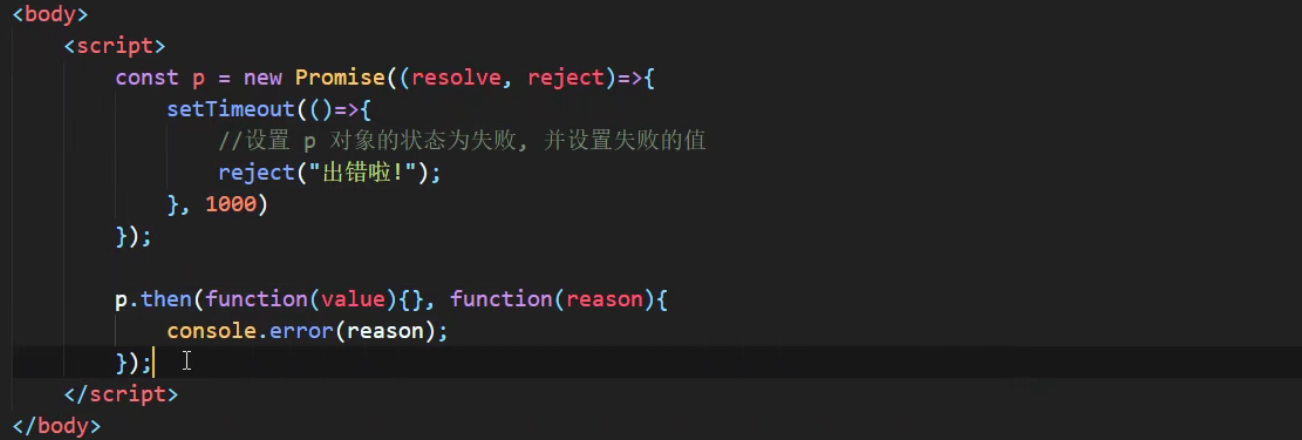 <body>
    <script>
        const p = new Promise((resolve, reject)=>{
            setTimeout(()=>{
                //设置 p 对象的状态为失败, 并设置失败的值
                reject("出错啦!");
            }, 1000)
        });

        p.then(function(value){}, function(reason){
            console.error(reason);
        });
    </script>
</body>